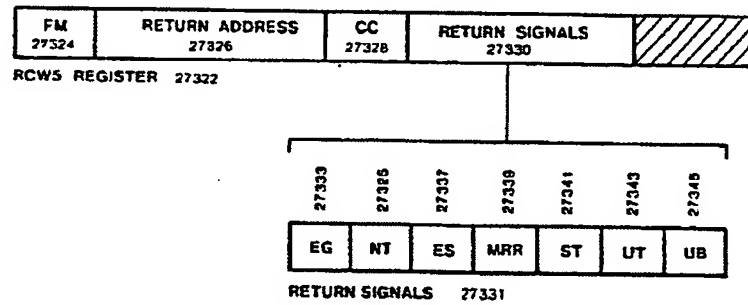 FM RETURN ADDRESS CC RETURN SIGNALS
27324 27326 27328 27330
RCWS REGISTER 27322
27333 27325 27337 27339 27341 27343 27345
EG NT ES MRR ST UT UB
RETURN SIGNALS 27331